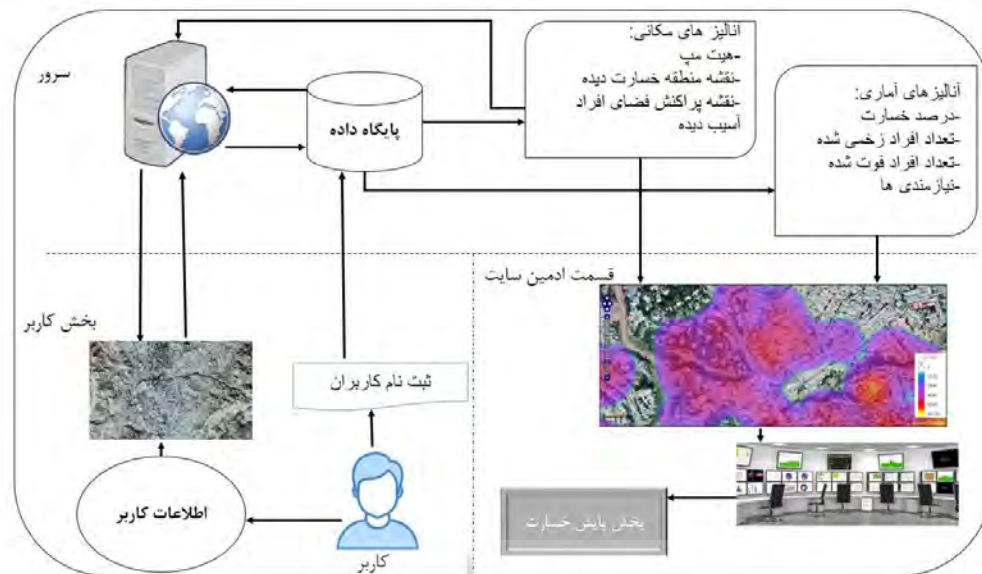 آنالیز های مکانی:
-هیت مپ
-نقشه منطقه خسارت دیده
-نقشه پراکنش فضای افراد
آسیب دیده
آنالیزهای آماری:
-درصد خسارت
-تعداد افراد زخمی شده
-تعداد افراد فوت شده
-نیازمندی ها
سرور
پایگاه داده
قسمت ادمین سایت
بخش کاربر
ثبت نام کاربران
اطلاعات کاربر
کاربر
بخش پایش خسارت